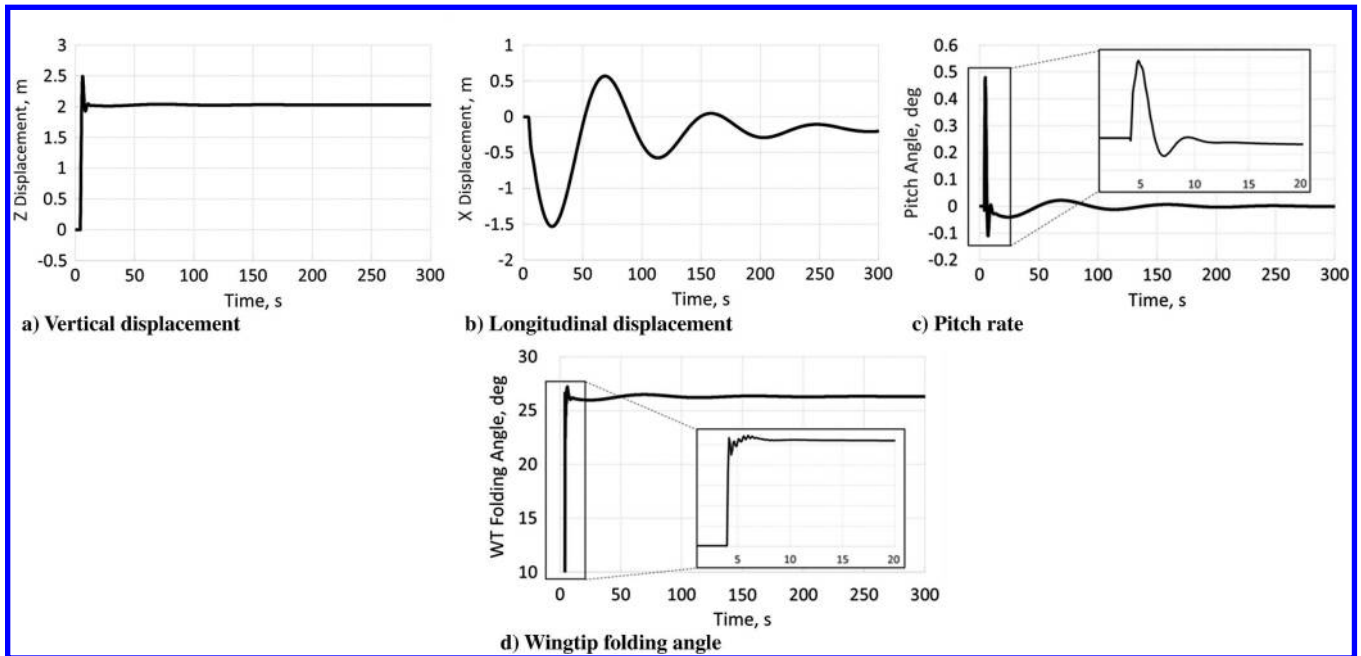 3
2.5
2
1.5
1
0.5
0
-0.5
Z Displacement, m
0 50 100 150 200 250 300
Time, s
a) Vertical displacement
1
0.5
0
-0.5
-1
-1.5
-2
X Displacement, m
0 50 100 150 200 250 300
Time, s
b) Longitudinal displacement
0.6
0.5
0.4
0.3
0.2
0.1
0
-0.1
-0.2
Pitch Angle, deg
5 10 15 20
0 50 100 150 200 250 300
Time, s
c) Pitch rate
30
25
20
15
10
WT Folding Angle, deg
5 10 15 20
0 50 100 150 200 250 300
Time, s
d) Wingtip folding angle